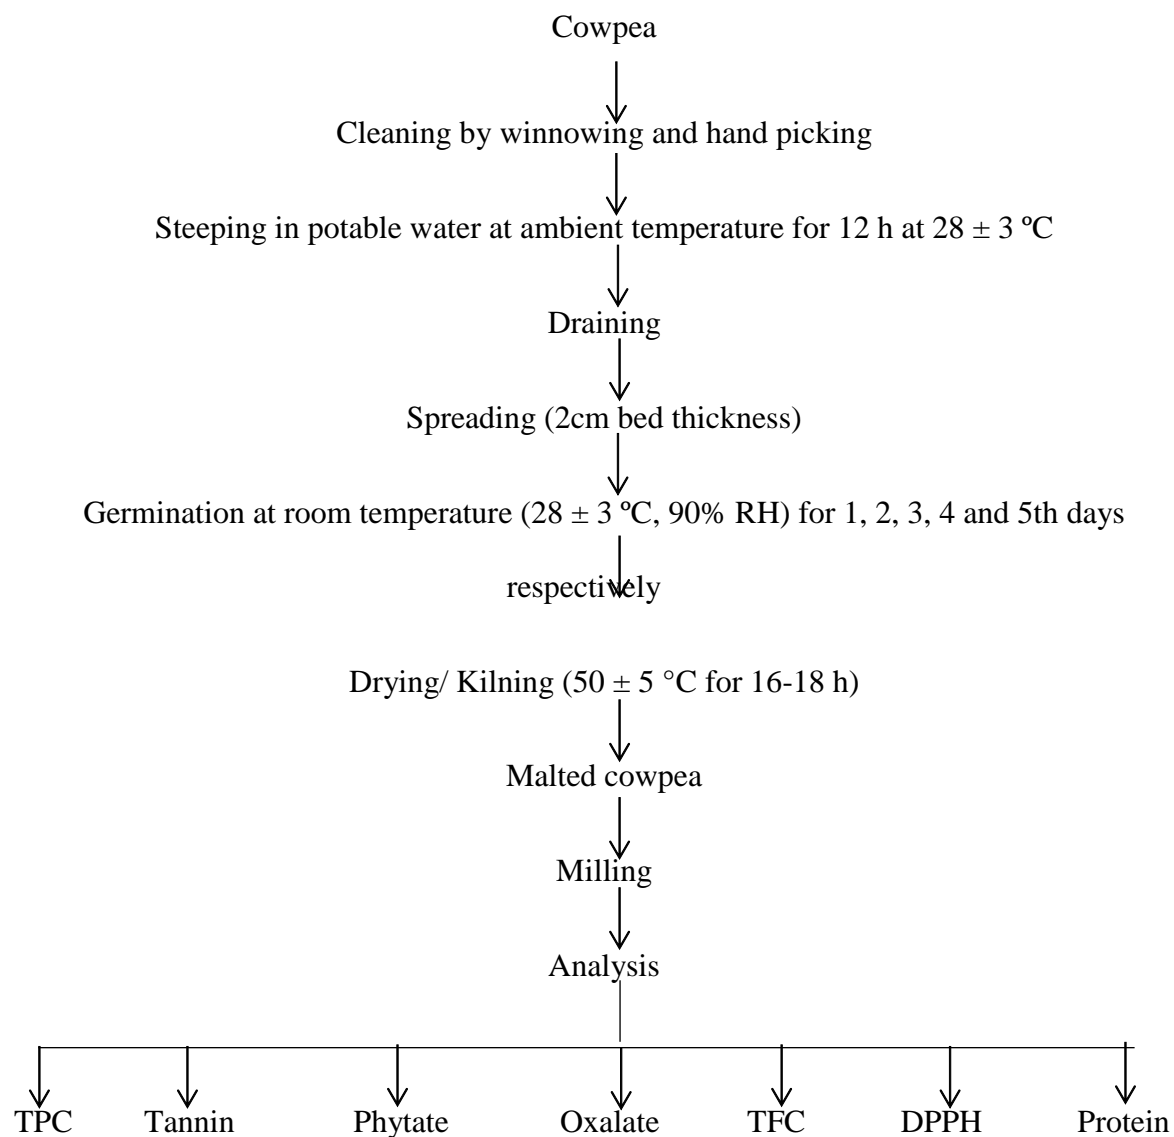 Cowpea
Cleaning by winnowing and hand picking
Steeping in potable water at ambient temperature for 12 h at 28 ± 3 ºC
Draining
Spreading (2cm bed thickness)
Germination at room temperature (28 ± 3 ºC, 90% RH) for 1, 2, 3, 4 and 5th days
respectively
Drying/ Kilning (50 ± 5 °C for 16-18 h)
Malted cowpea
Milling
Analysis
TPC Tannin Phytate Oxalate TFC DPPH Protein